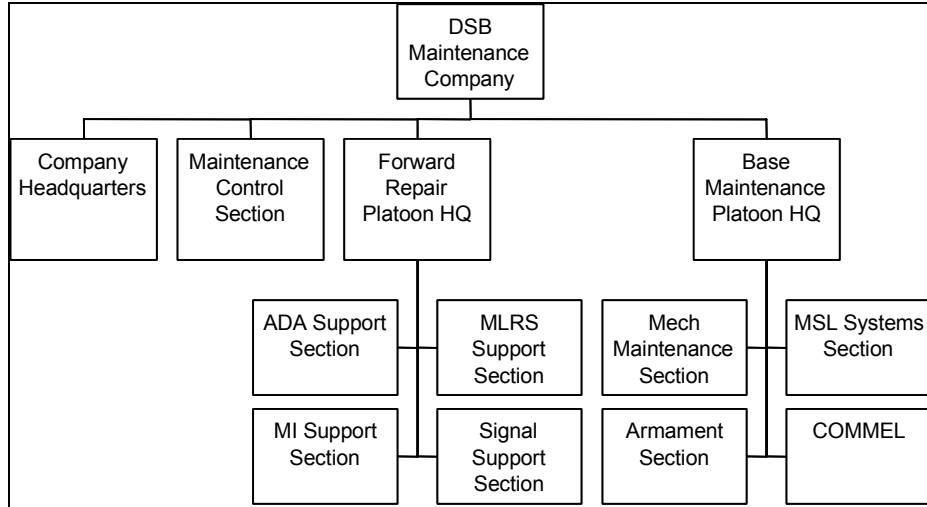 DSB
Maintenance
Company
Company
Headquarters
Maintenance
Control
Section
Forward
Repair
Platoon HQ
Base
Maintenance
Platoon HQ
ADA Support
Section
MLRS
Support
Section
Mech
Maintenance
Section
MSL Systems
Section
MI Support
Section
Signal
Support
Section
Armament
Section
COMMEL